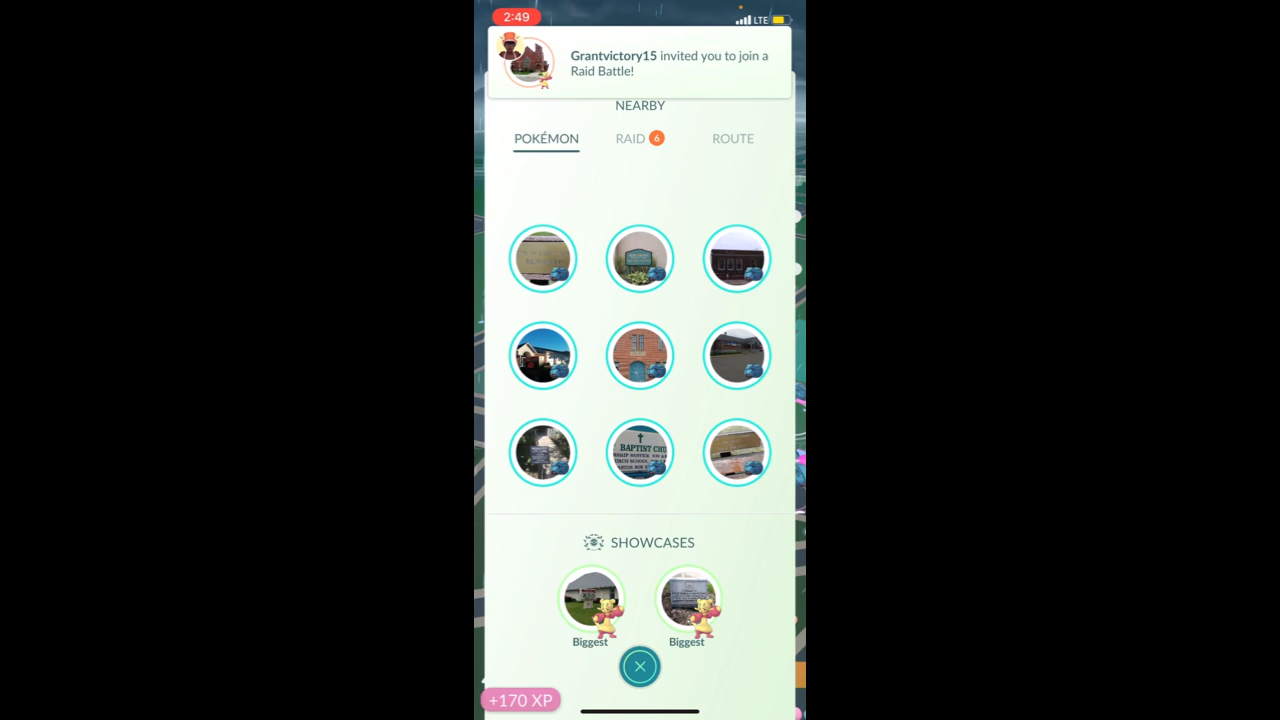 2:49
LTE
Grantvictory15 invited you to join a
Raid Battle!
NEARBY
POKÉMON
RAID 6
ROUTE
BAPTIST CHU
SHOWCASES
Biggest
Biggest
+170 XP